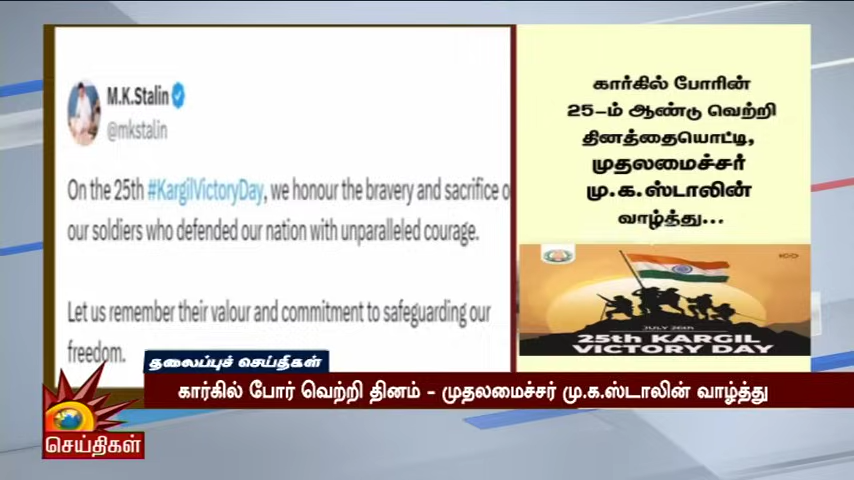 M.K.Stalin
@mkstalin
On the 25th #KargilVictoryDay, we honour the bravery and sacrifice o
our soldiers who defended our nation with unparalleled courage.
Let us remember their valour and commitment to safeguarding our
freedom.
கார்கில் போரின்
25-ம் ஆண்டு வெற்றி
தினத்தையொட்டி,
முதலமைச்சர்
மு.க.ஸ்டாலின்
வாழ்த்து...
JULY 26th
25th KARGIL
VICTORY DAY
தலைப்புச் செய்திகள்
கார்கில் போர் வெற்றி தினம் - முதலமைச்சர் மு.க.ஸ்டாலின் வாழ்த்து
செய்திகள்